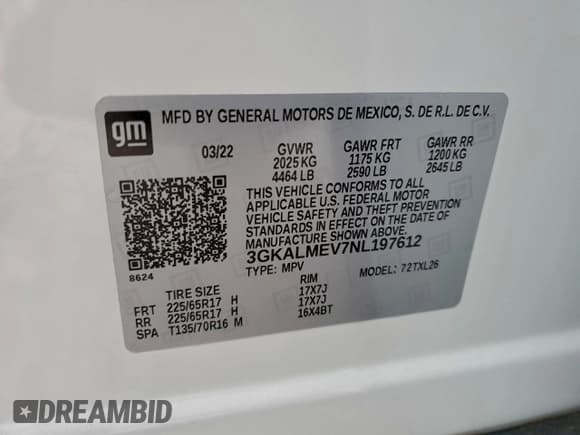 gm
MFD BY GENERAL MOTORS DE MEXICO, S. DE R.L. DE C.V.
03/22 GVWR GAWR FRT GAWR RR
2025 KG 1175 KG 1200 KG
4464 LB 2590 LB 2645 LB
THIS VEHICLE CONFORMS TO ALL
APPLICABLE U.S. FEDERAL MOTOR
VEHICLE SAFETY AND THEFT PREVENTION
STANDARDS IN EFFECT ON THE DATE OF
MANUFACTURE SHOWN ABOVE.
8624
3GKALMEV7NL197612
TYPE: MPV MODEL: 72TXL26
TIRE SIZE RIM
FRT 225/65R17 H 17X7J
RR 225/65R17 H 17X7J
SPA T135/70R16 M 16X4BT
DREAMBID